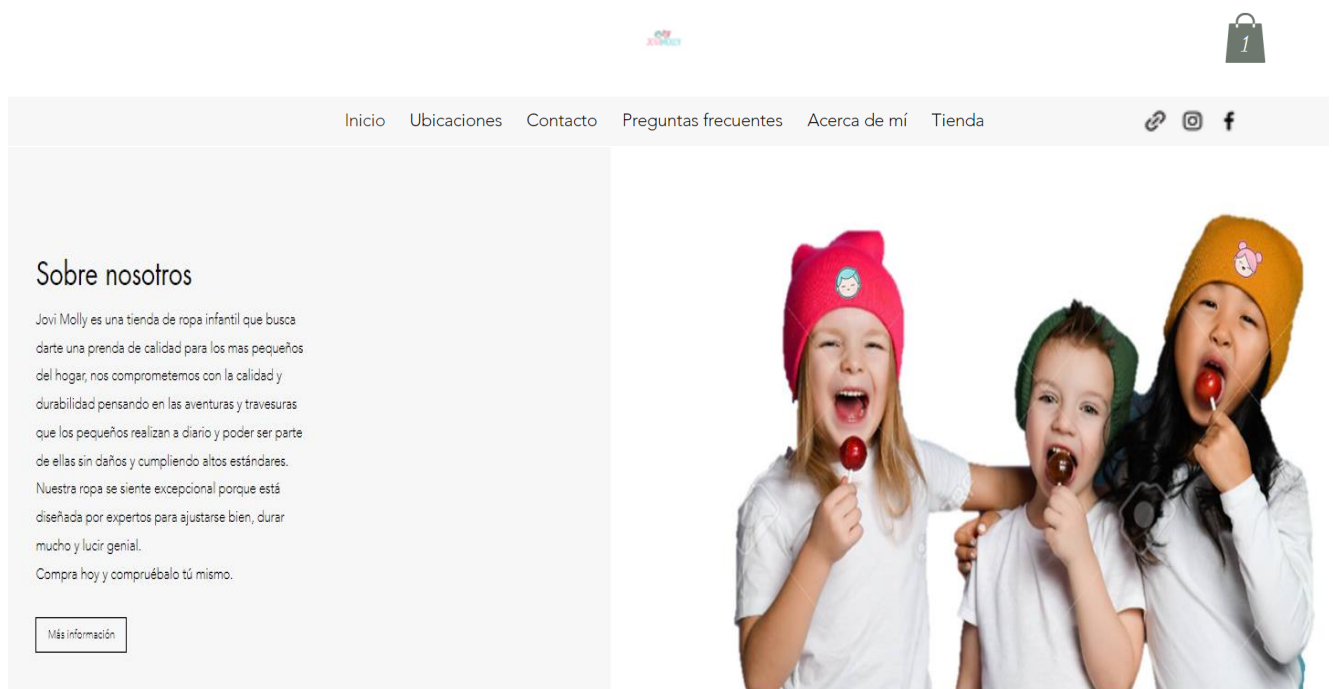 JOVIMOLLY
1
Inicio Ubicaciones Contacto Preguntas frecuentes Acerca de mí Tienda
Sobre nosotros
Jovi Molly es una tienda de ropa infantil que busca
darte una prenda de calidad para los mas pequeños
del hogar, nos comprometemos con la calidad y
durabilidad pensando en las aventuras y travesuras
que los pequeños realizan a diario y poder ser parte
de ellas sin daños y cumpliendo altos estándares.
Nuestra ropa se siente excepcional porque está
diseñada por expertos para ajustarse bien, durar
mucho y lucir genial.
Compra hoy y compruébalo tú mismo.
Más información